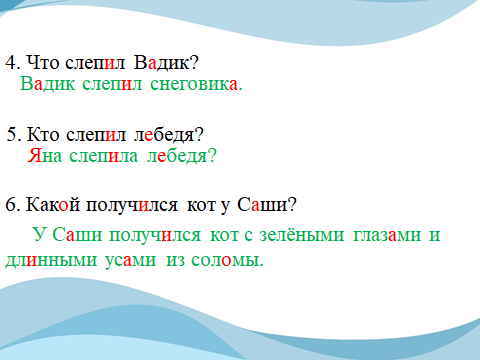 4. Что слепил Вадик?
Вадик слепил снеговика.
5. Кто слепил лебедя?
Яна слепила лебедя?
6. Какой получился кот у Саши?
У Саши получился кот с зелёными глазами и
длинными усами из соломы.